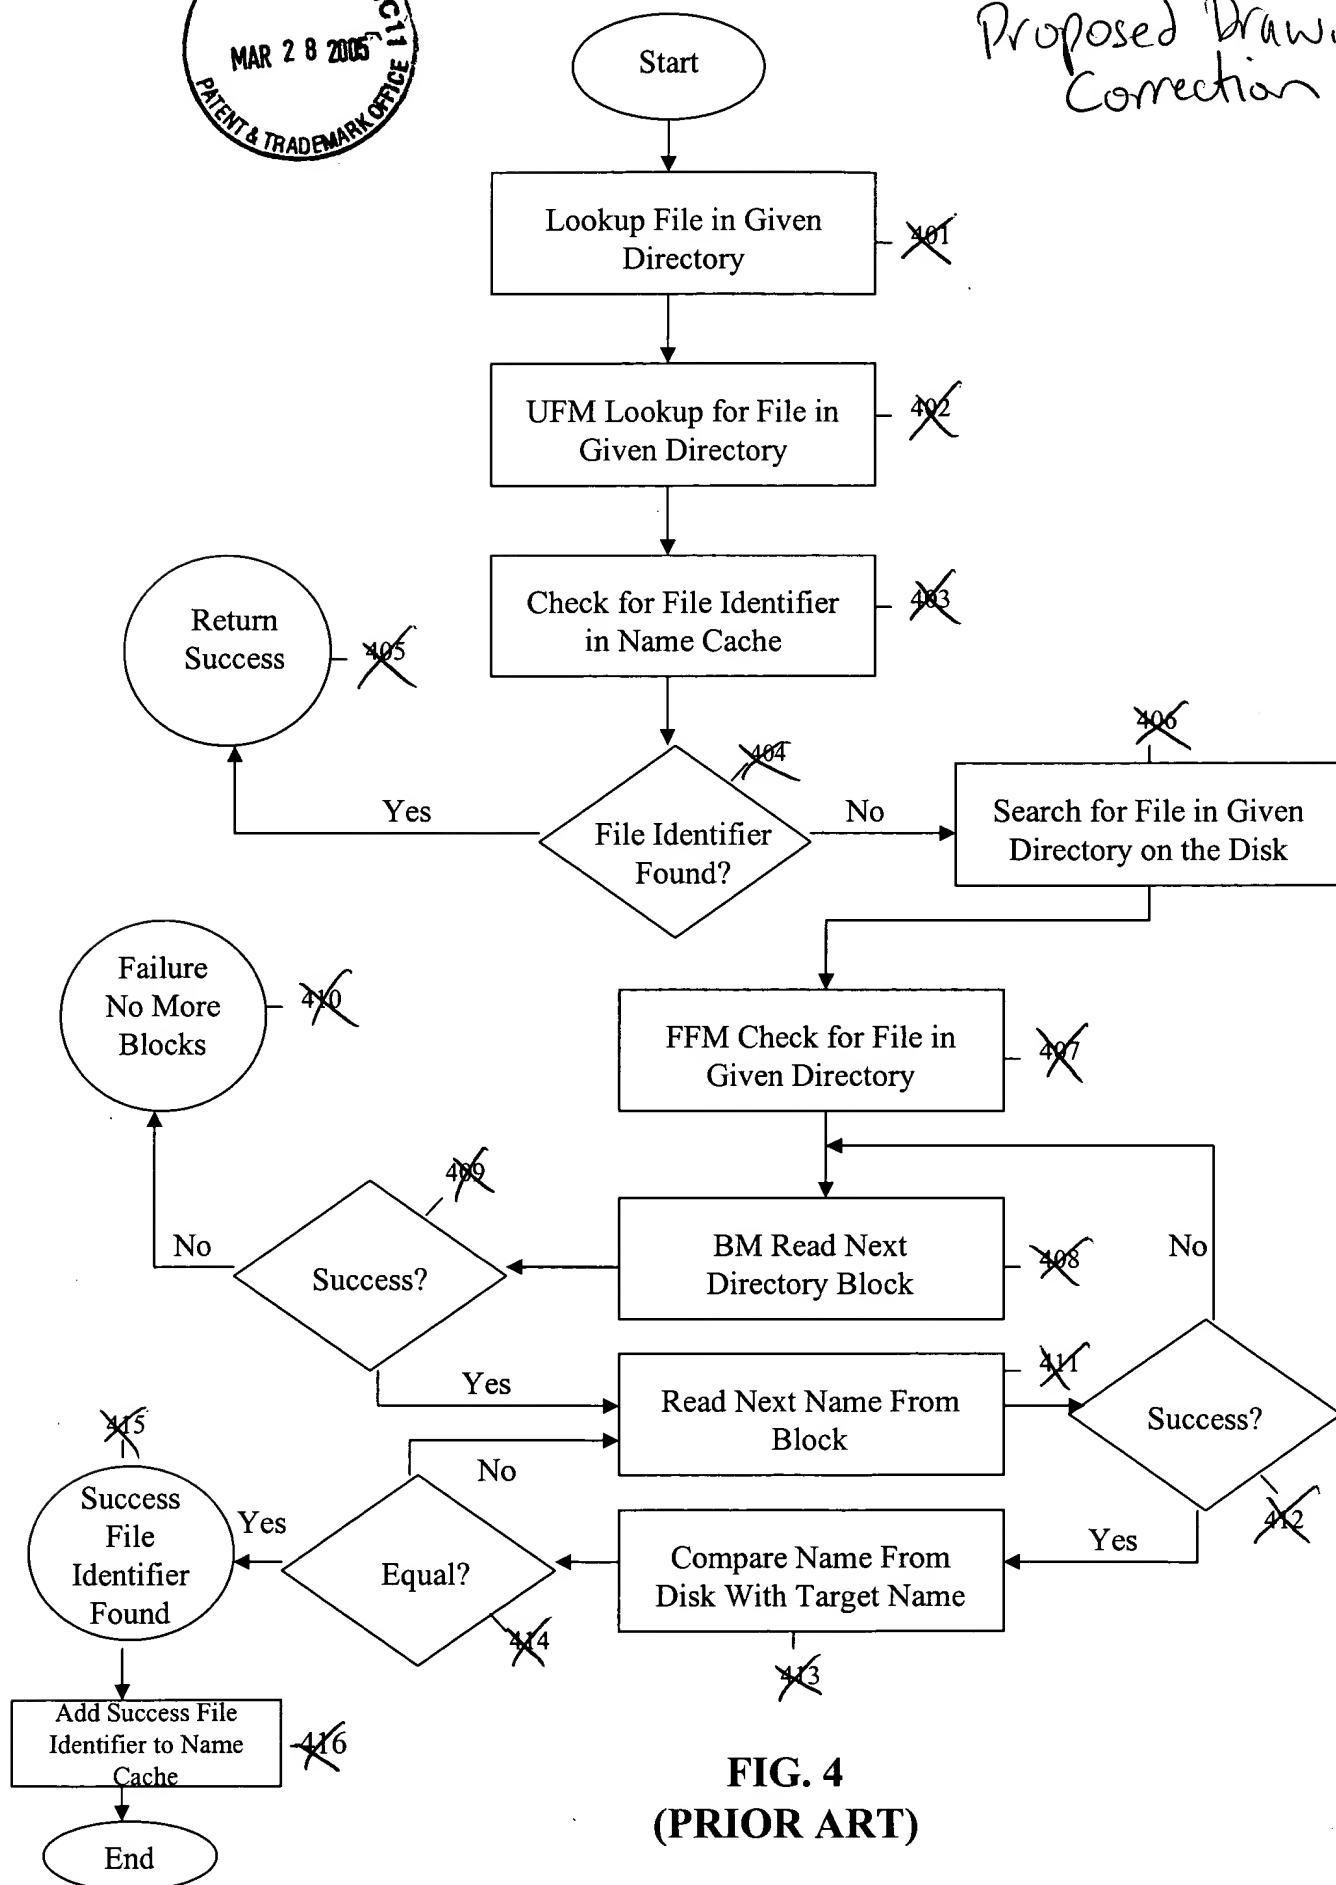 MAR 28 2005
PATENT & TRADEMARK OFFICE
Proposed
Correction
Start
Lookup File in Given
Directory
401
UFM Lookup for File in
Given Directory
402
Check for File Identifier
in Name Cache
403
Return
Success
405
404
File Identifier
Found?
Yes
No
406
Search for File in Given
Directory on the Disk
Failure
No More
Blocks
410
FFM Check for File in
Given Directory
407
409
No
Success?
BM Read Next
Directory Block
408
No
Yes
Read Next Name From
Block
411
Success?
412
415
Success
File
Identifier
Found
Yes
No
Equal?
414
Compare Name From
Disk With Target Name
413
Yes
Add Success File
Identifier to Name
Cache
416
End
FIG. 4
(PRIOR ART)